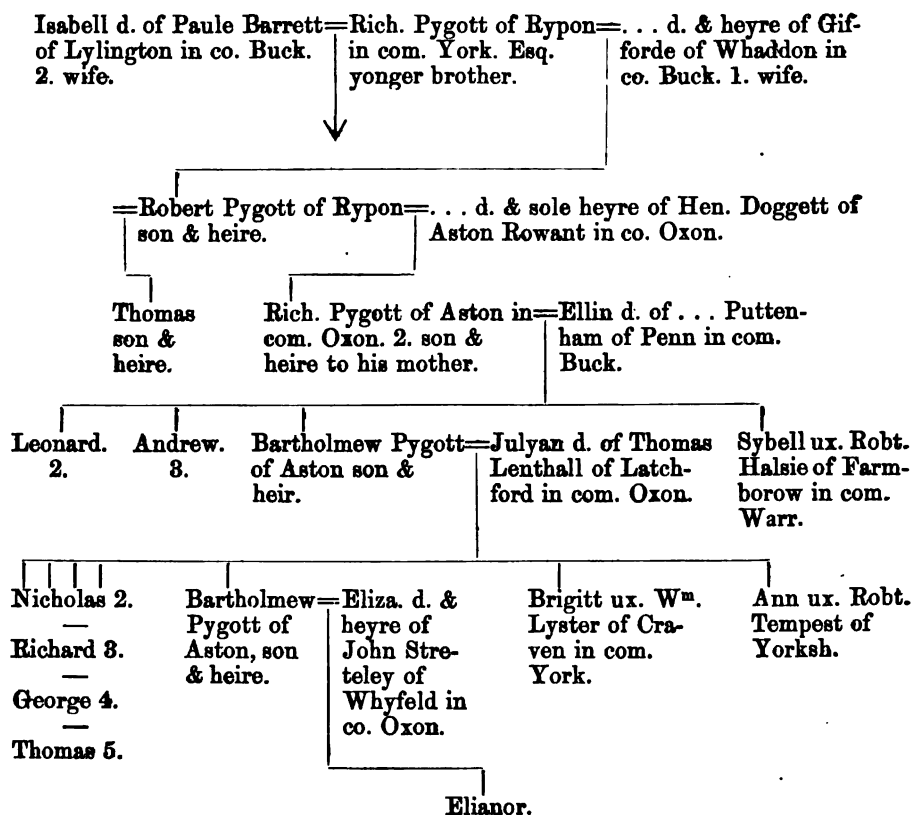 Isabell d. of Paule Barrett=Rich. Pygott of Rypon=. . . d. & heyre of Gif-
of Lylington in co. Buck. in com. York. Esq. forde of Whaddon in
2. wife. yonger brother. co. Buck. 1. wife.
=Robert Pygott of Rypon=. . . d. & sole heyre of Hen. Doggett of
son & heire. Aston Rowant in co. Oxon.
Thomas
son &
heire.
Rich. Pygott of Aston in=Ellin d. of . . . Putten-
com. Oxon. 2. son & ham of Penn in com.
heire to his mother. Buck.
Leonard.
2.
Andrew.
3.
Bartholmew Pygott=Julyan d. of Thomas
of Aston son & Lenthall of Latch-
heir. ford in com. Oxon.
Sybell ux. Robt.
Halsie of Farm-
borow in com.
Warr.
Nicholas 2.
—
Richard 3.
—
George 4.
—
Thomas 5.
Bartholmew=Eliza. d. &
Pygott of heyre of
Aston, son John Stre-
& heire. teley of
Whyfeld in
co. Oxon.
Brigitt ux. Wm.
Lyster of Cra-
ven in com.
York.
Ann ux. Robt.
Tempest of
Yorksh.
Elianor.